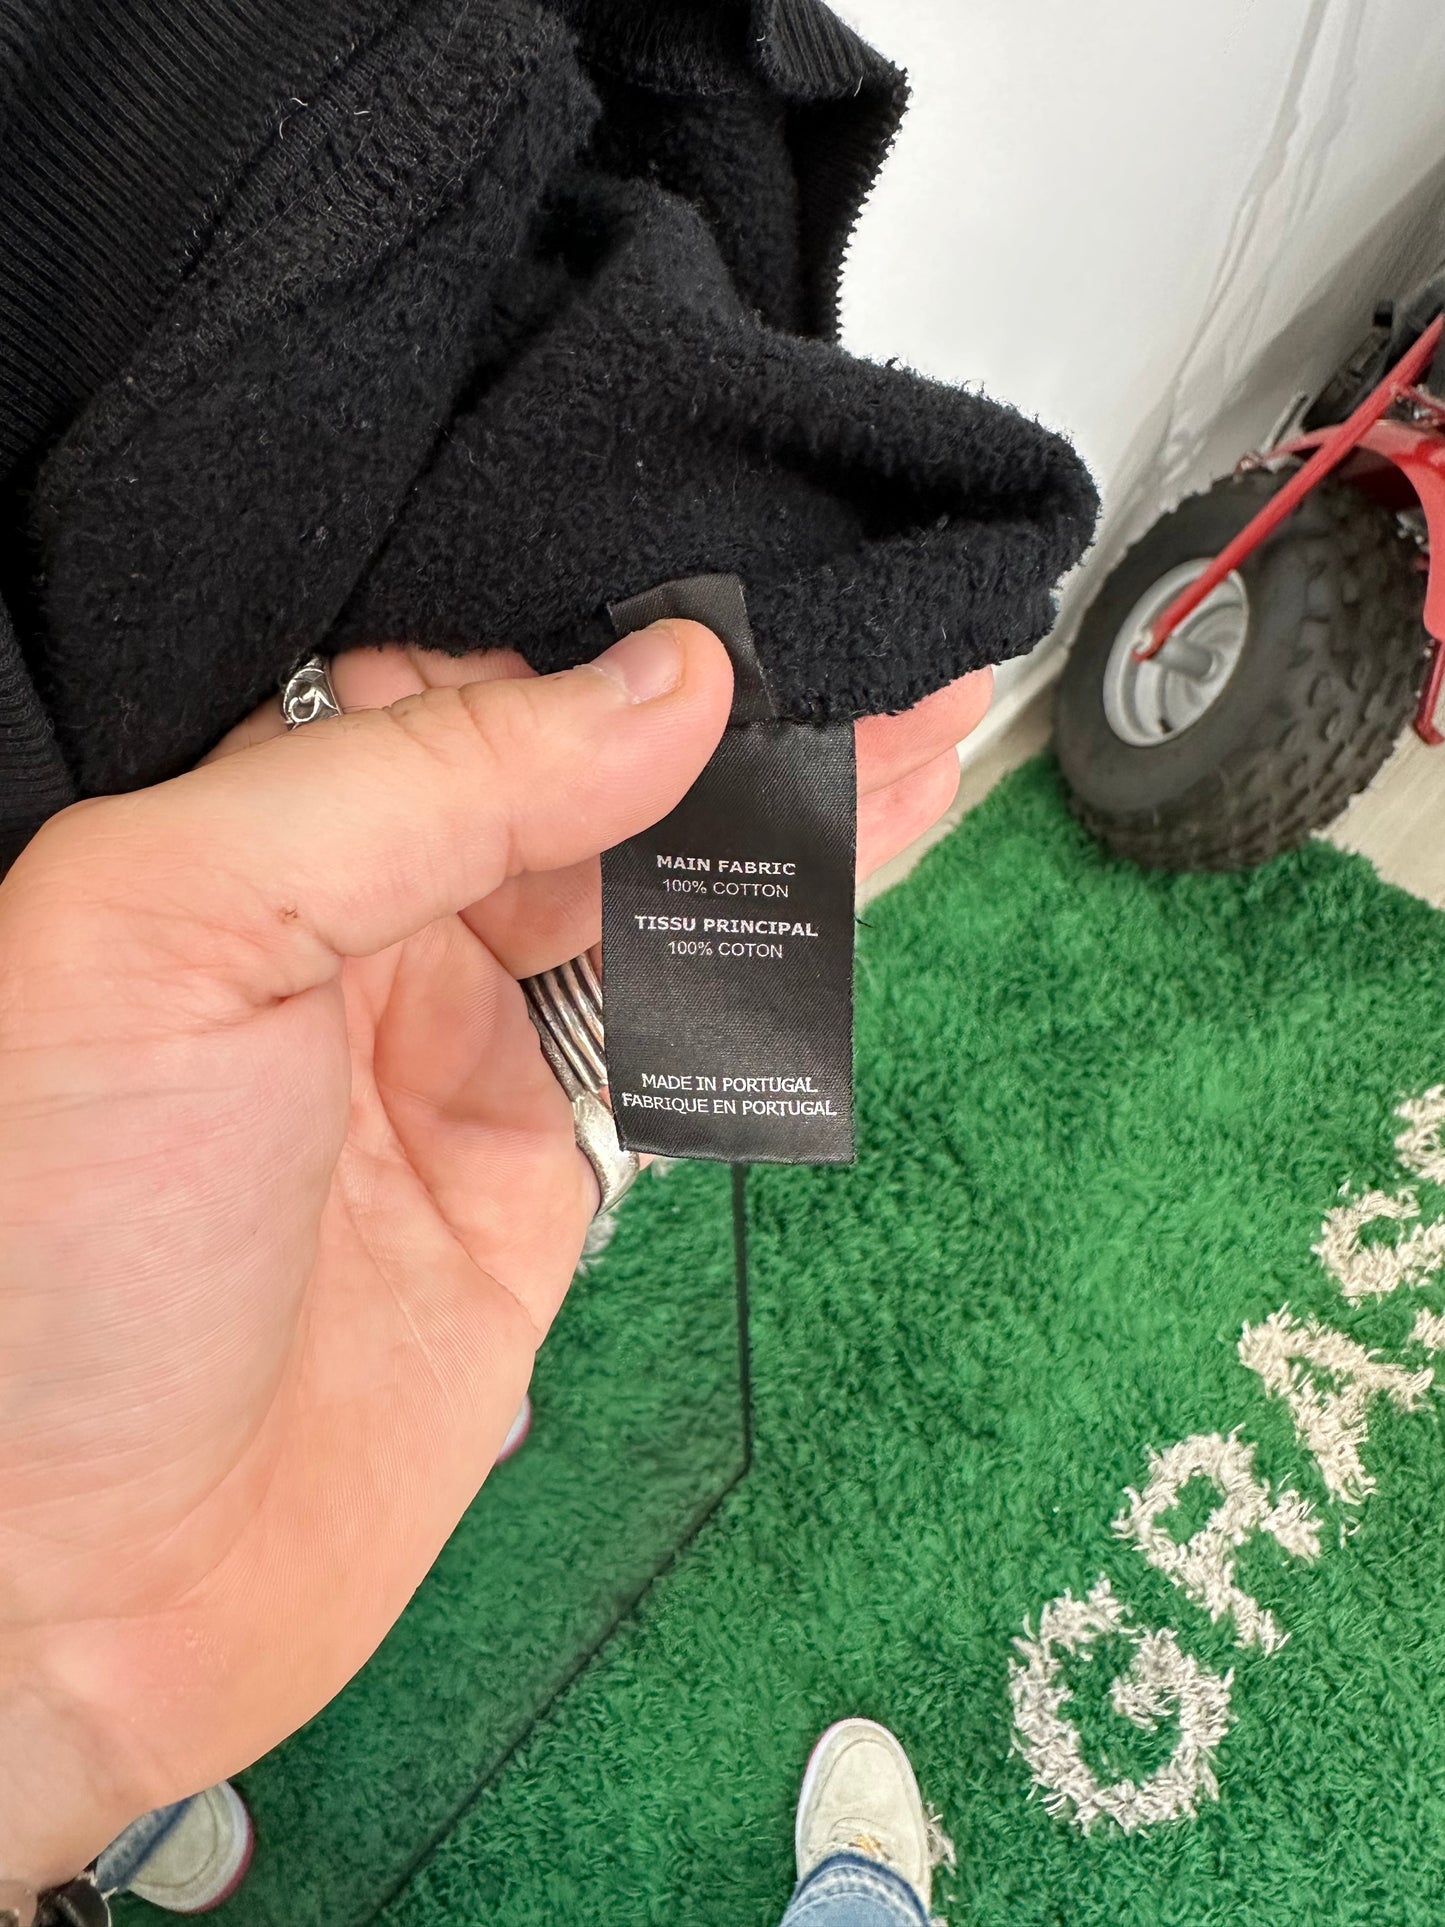 MAIN FABRIC
100% COTTON
TISSU PRINCIPAL
100% COTON
MADE IN PORTUGAL
FABRIQUE EN PORTUGAL